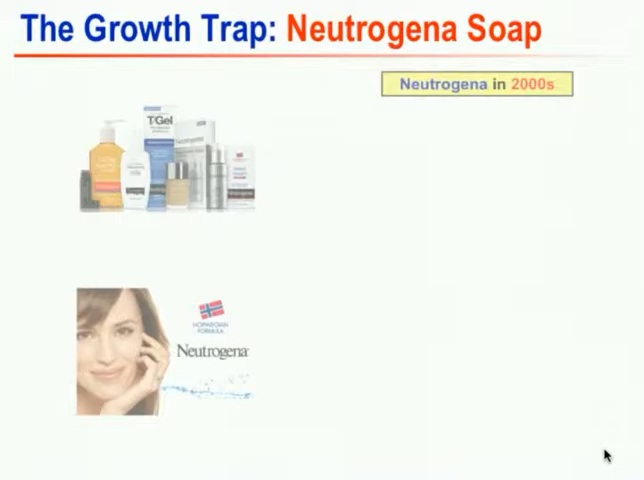 The Growth Trap: Neutrogena Soap
Neutrogena in 2000s
T/Gel
NORWEGIAN
FORMULA
Neutrogena